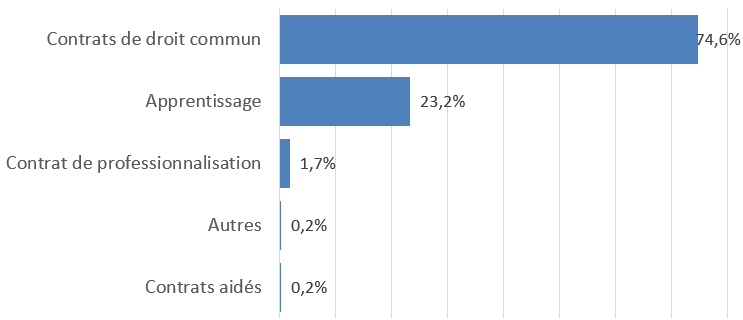 Contrats de droit commun 74,6%
Apprentissage 23,2%
Contrat de professionnalisation 1,7%
Autres 0,2%
Contrats aidés 0,2%